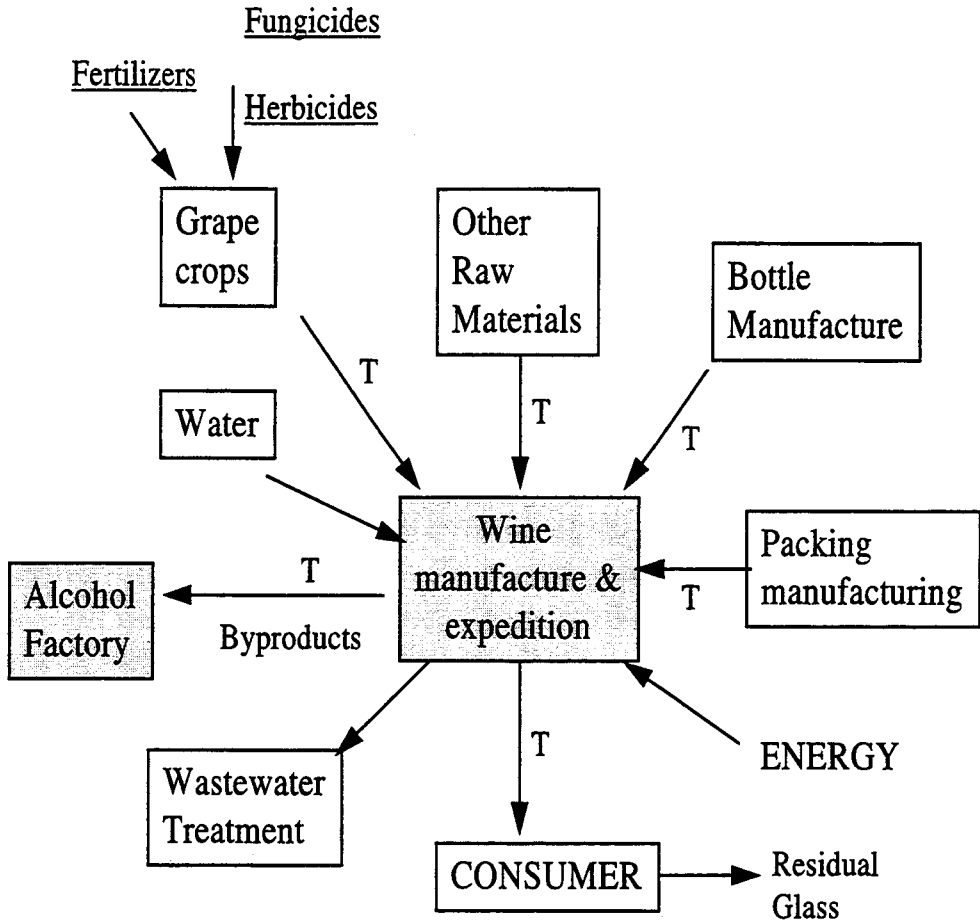 Fungicides
Fertilizers
Herbicides
Grape
crops
Other
Raw
Materials
Bottle
Manufacture
T
T
T
Water
Wine
manufacture &
expedition
Packing
manufacturing
T
T
Alcohol
Factory
Byproducts
T
ENERGY
Wastewater
Treatment
CONSUMER
Residual
Glass